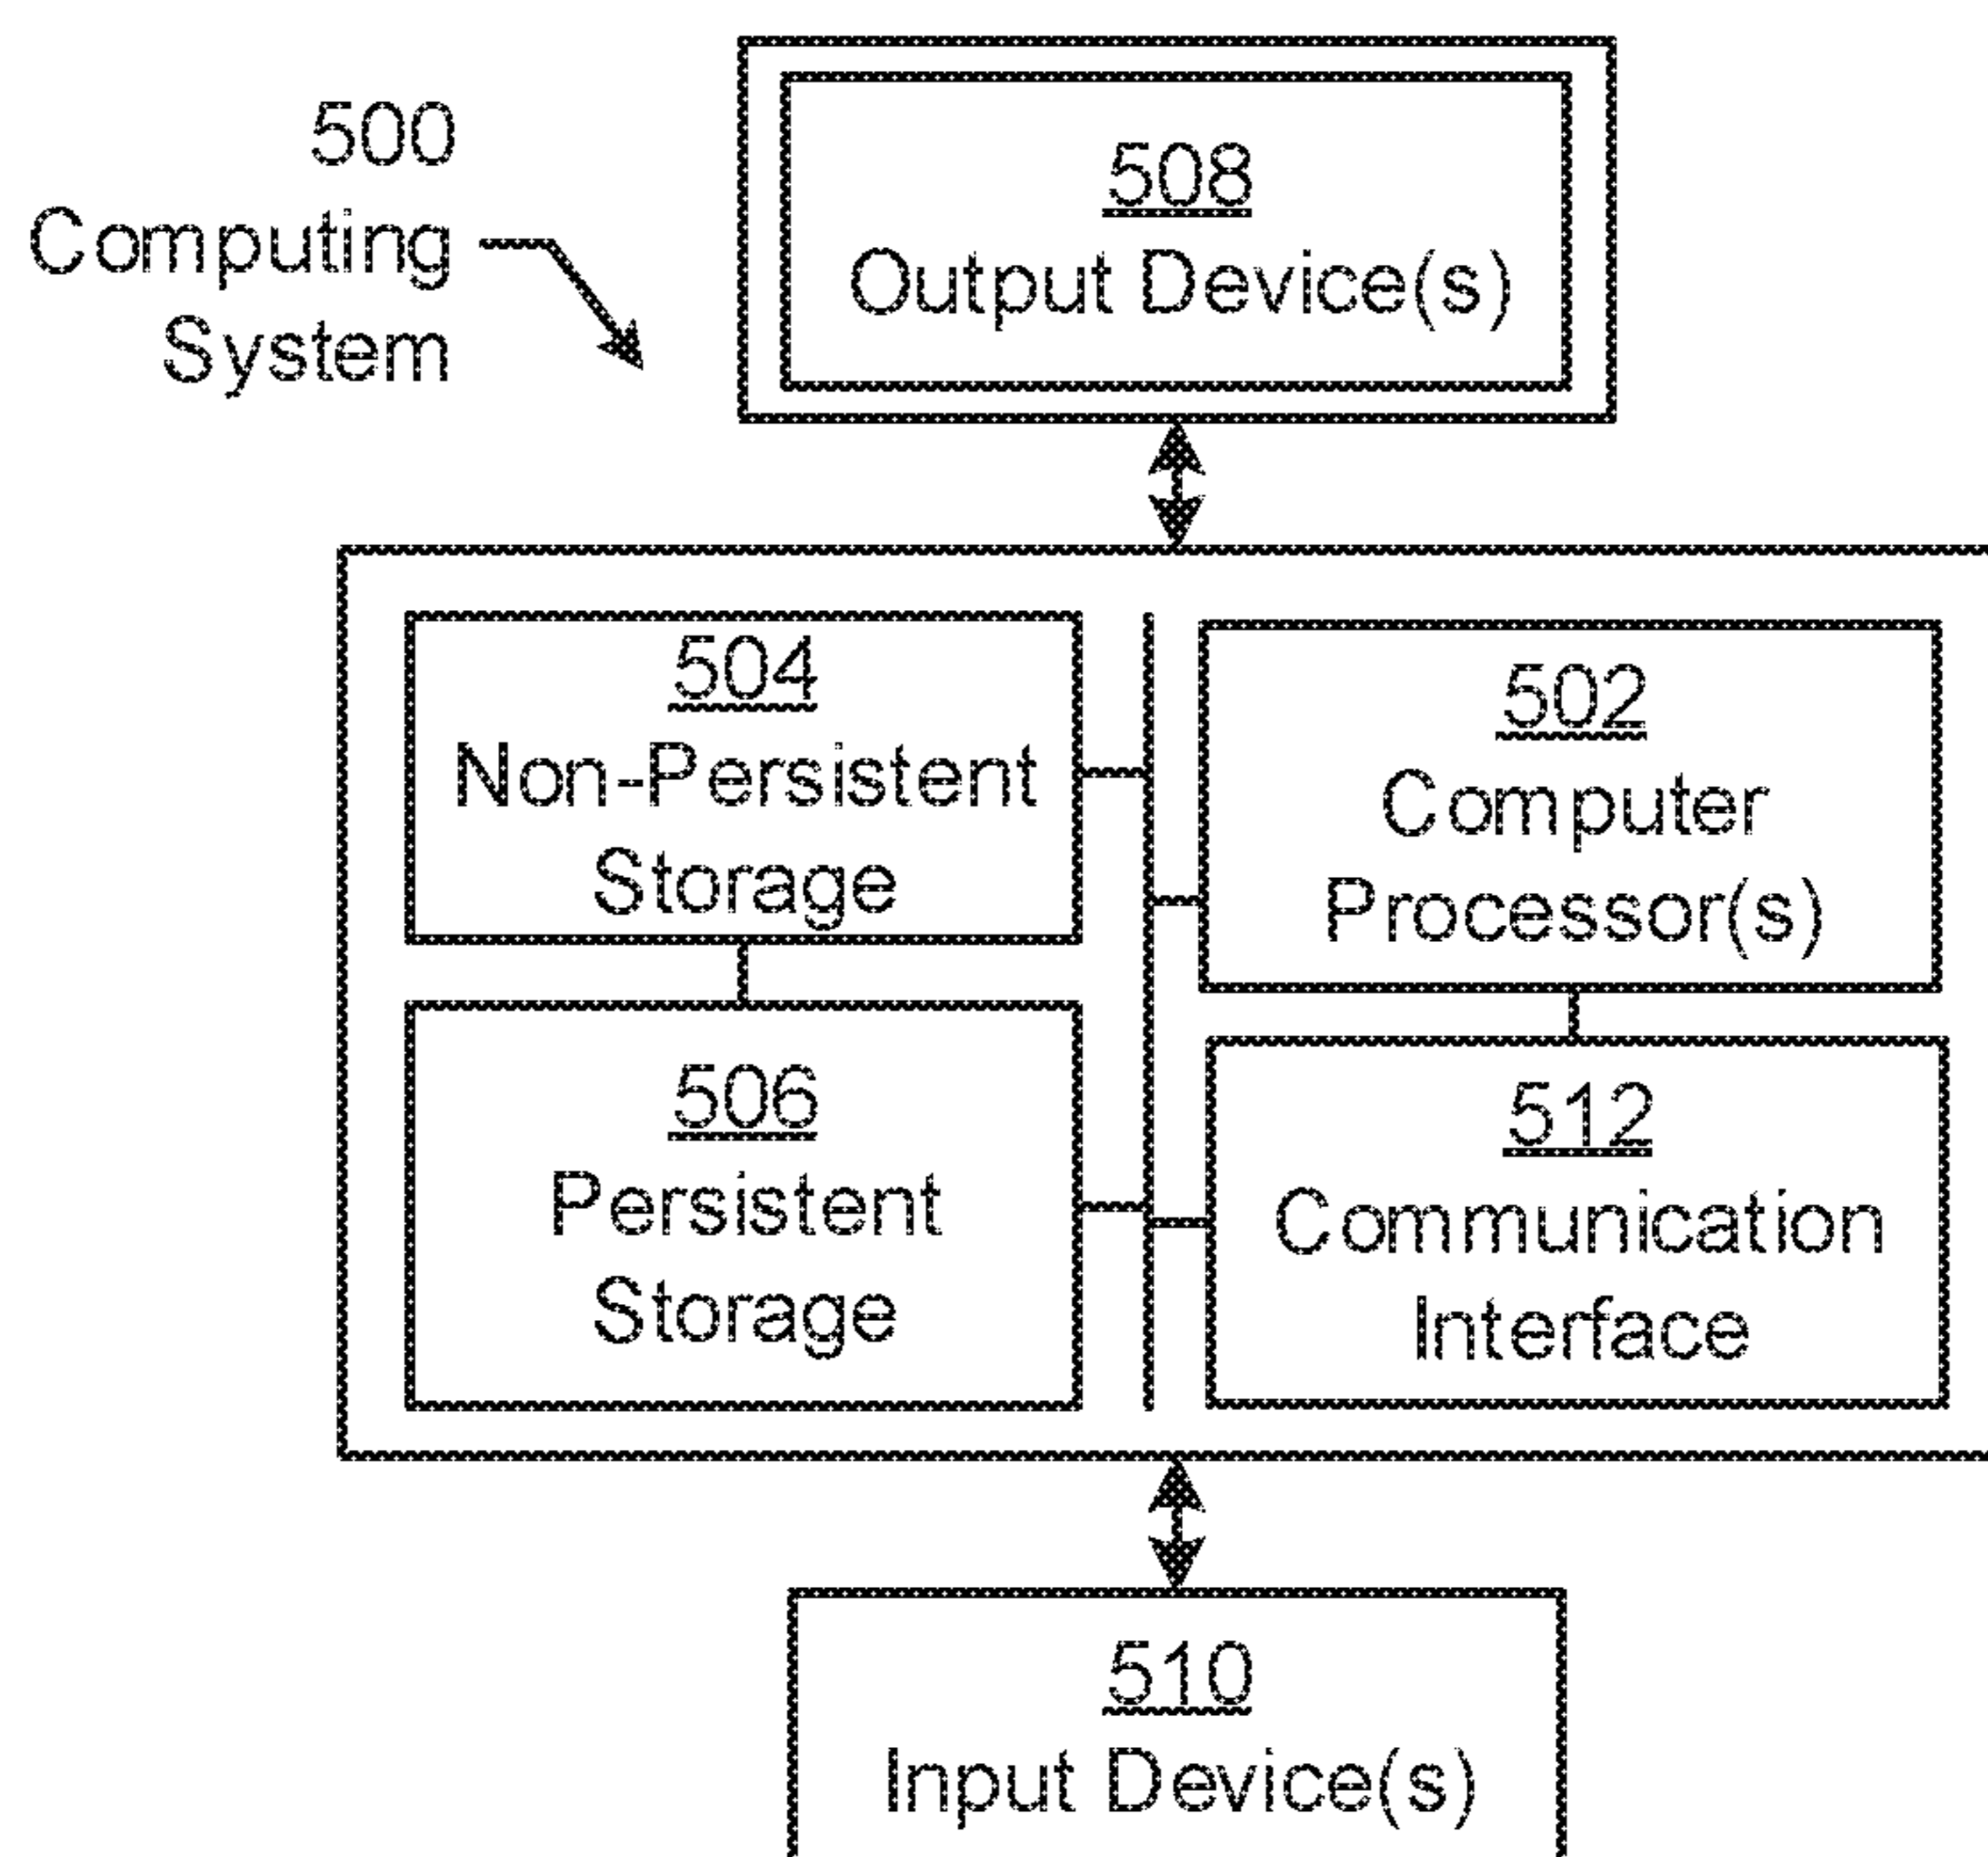 500
Computing
System
508
Output Device(s)
504
Non-Persistent
Storage
502
Computer
Processor(s)
506
Persistent
Storage
512
Communication
Interface
510
Input Device(s)